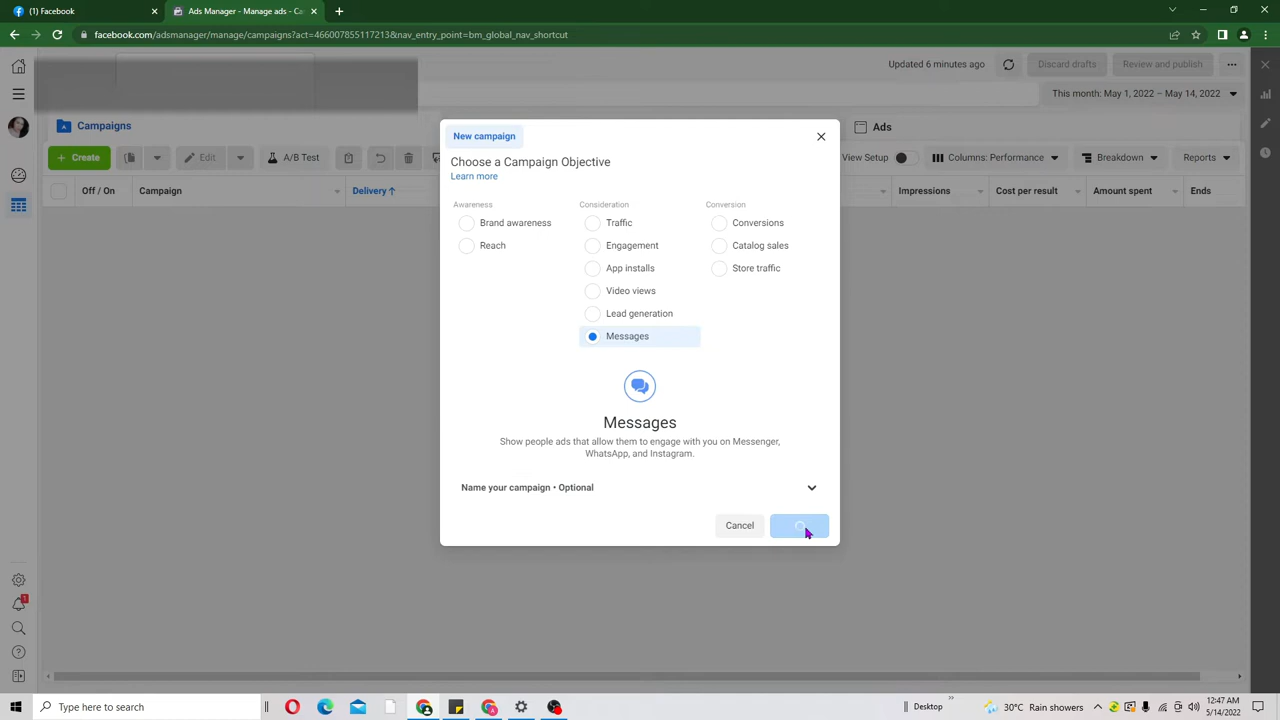 (1) Facebook
Ads Manager - Manage ads - Ca
facebook.com/adsmanager/manage/campaigns?act=466007855117213&nav_entry_point=bm_global_nav_shortcut
Updated 6 minutes ago
Discard drafts
Review and publish
This month: May 1, 2022 – May 14, 2022
Campaigns
Ads
+ Create
Edit
A/B Test
View Setup
Columns: Performance
Breakdown
Reports
Off / On
Campaign
Delivery ↑
Impressions
Cost per result
Amount spent
Ends
New campaign
Choose a Campaign Objective
Learn more
Awareness
Brand awareness
Reach
Consideration
Traffic
Engagement
App installs
Video views
Lead generation
Messages
Conversion
Conversions
Catalog sales
Store traffic
Messages
Show people ads that allow them to engage with you on Messenger,
WhatsApp, and Instagram.
Name your campaign • Optional
Cancel
1
Type here to search
Desktop
30°C Rain showers
12:47 AM
5/14/2022